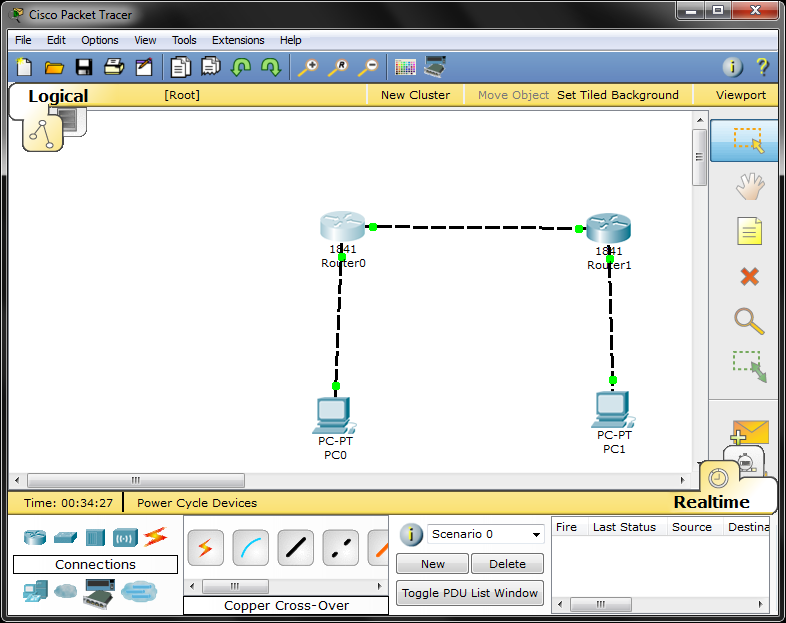 Cisco Packet Tracer
File Edit Options View Tools Extensions Help
Logical [Root] New Cluster Move Object Set Tiled Background Viewport
1841
Router0
1841
Router1
PC-PT
PC0
PC-PT
PC1
Time: 00:34:27 Power Cycle Devices Realtime
Connections
Copper Cross-Over
Scenario 0
New Delete
Toggle PDU List Window
Fire Last Status Source Destina